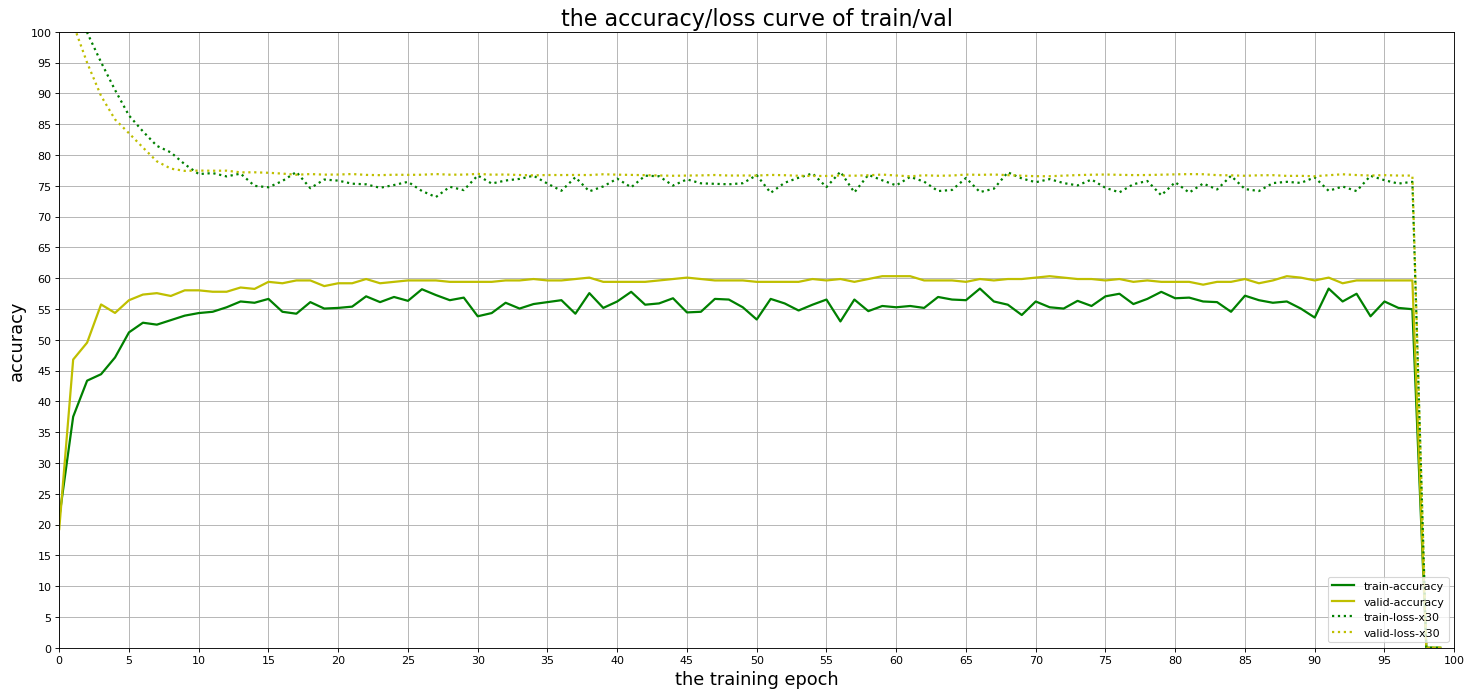 the accuracy/loss curve of train/val
100
95
90
85
80
75
70
65
60
55
50
45
40
35
30
25
20
15
10
5
0
accuracy
train-accuracy
valid-accuracy
train-loss-x30
valid-loss-x30
0 5 10 15 20 25 30 35 40 45 50 55 60 65 70 75 80 85 90 95 100
the training epoch